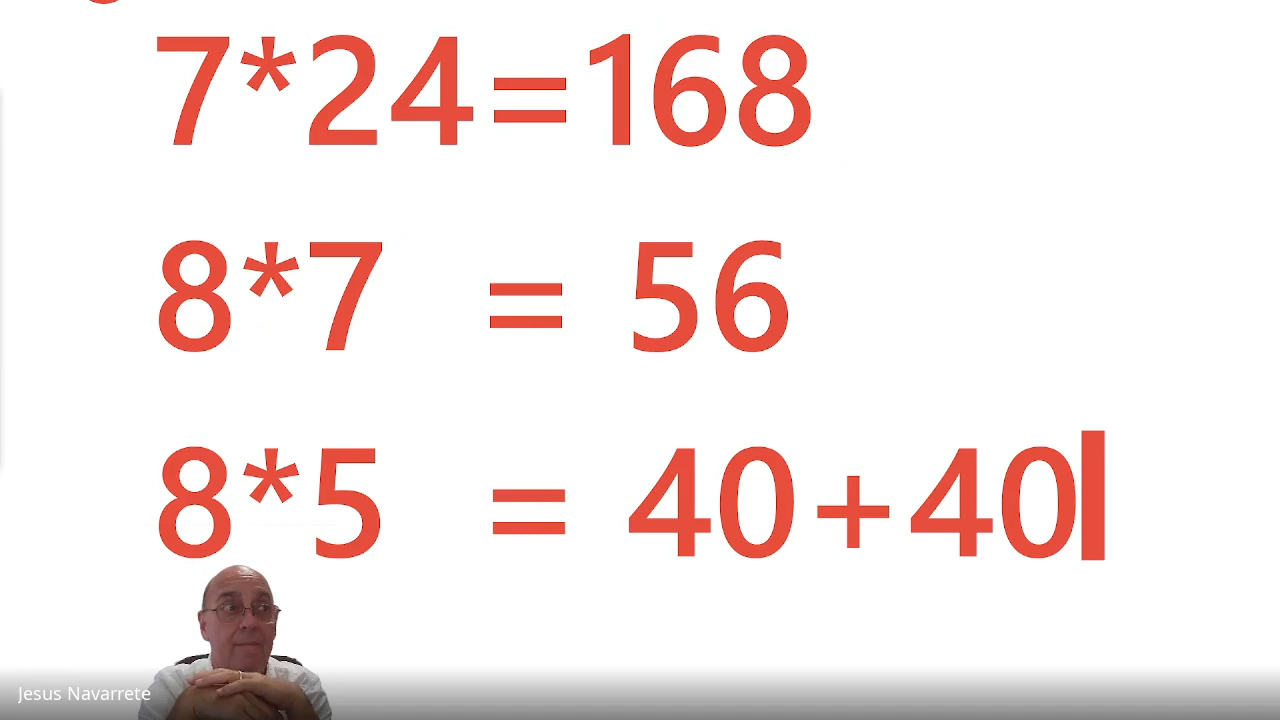 7*24=168
8*7 = 56
8*5 = 40+40
Jesus Navarrete